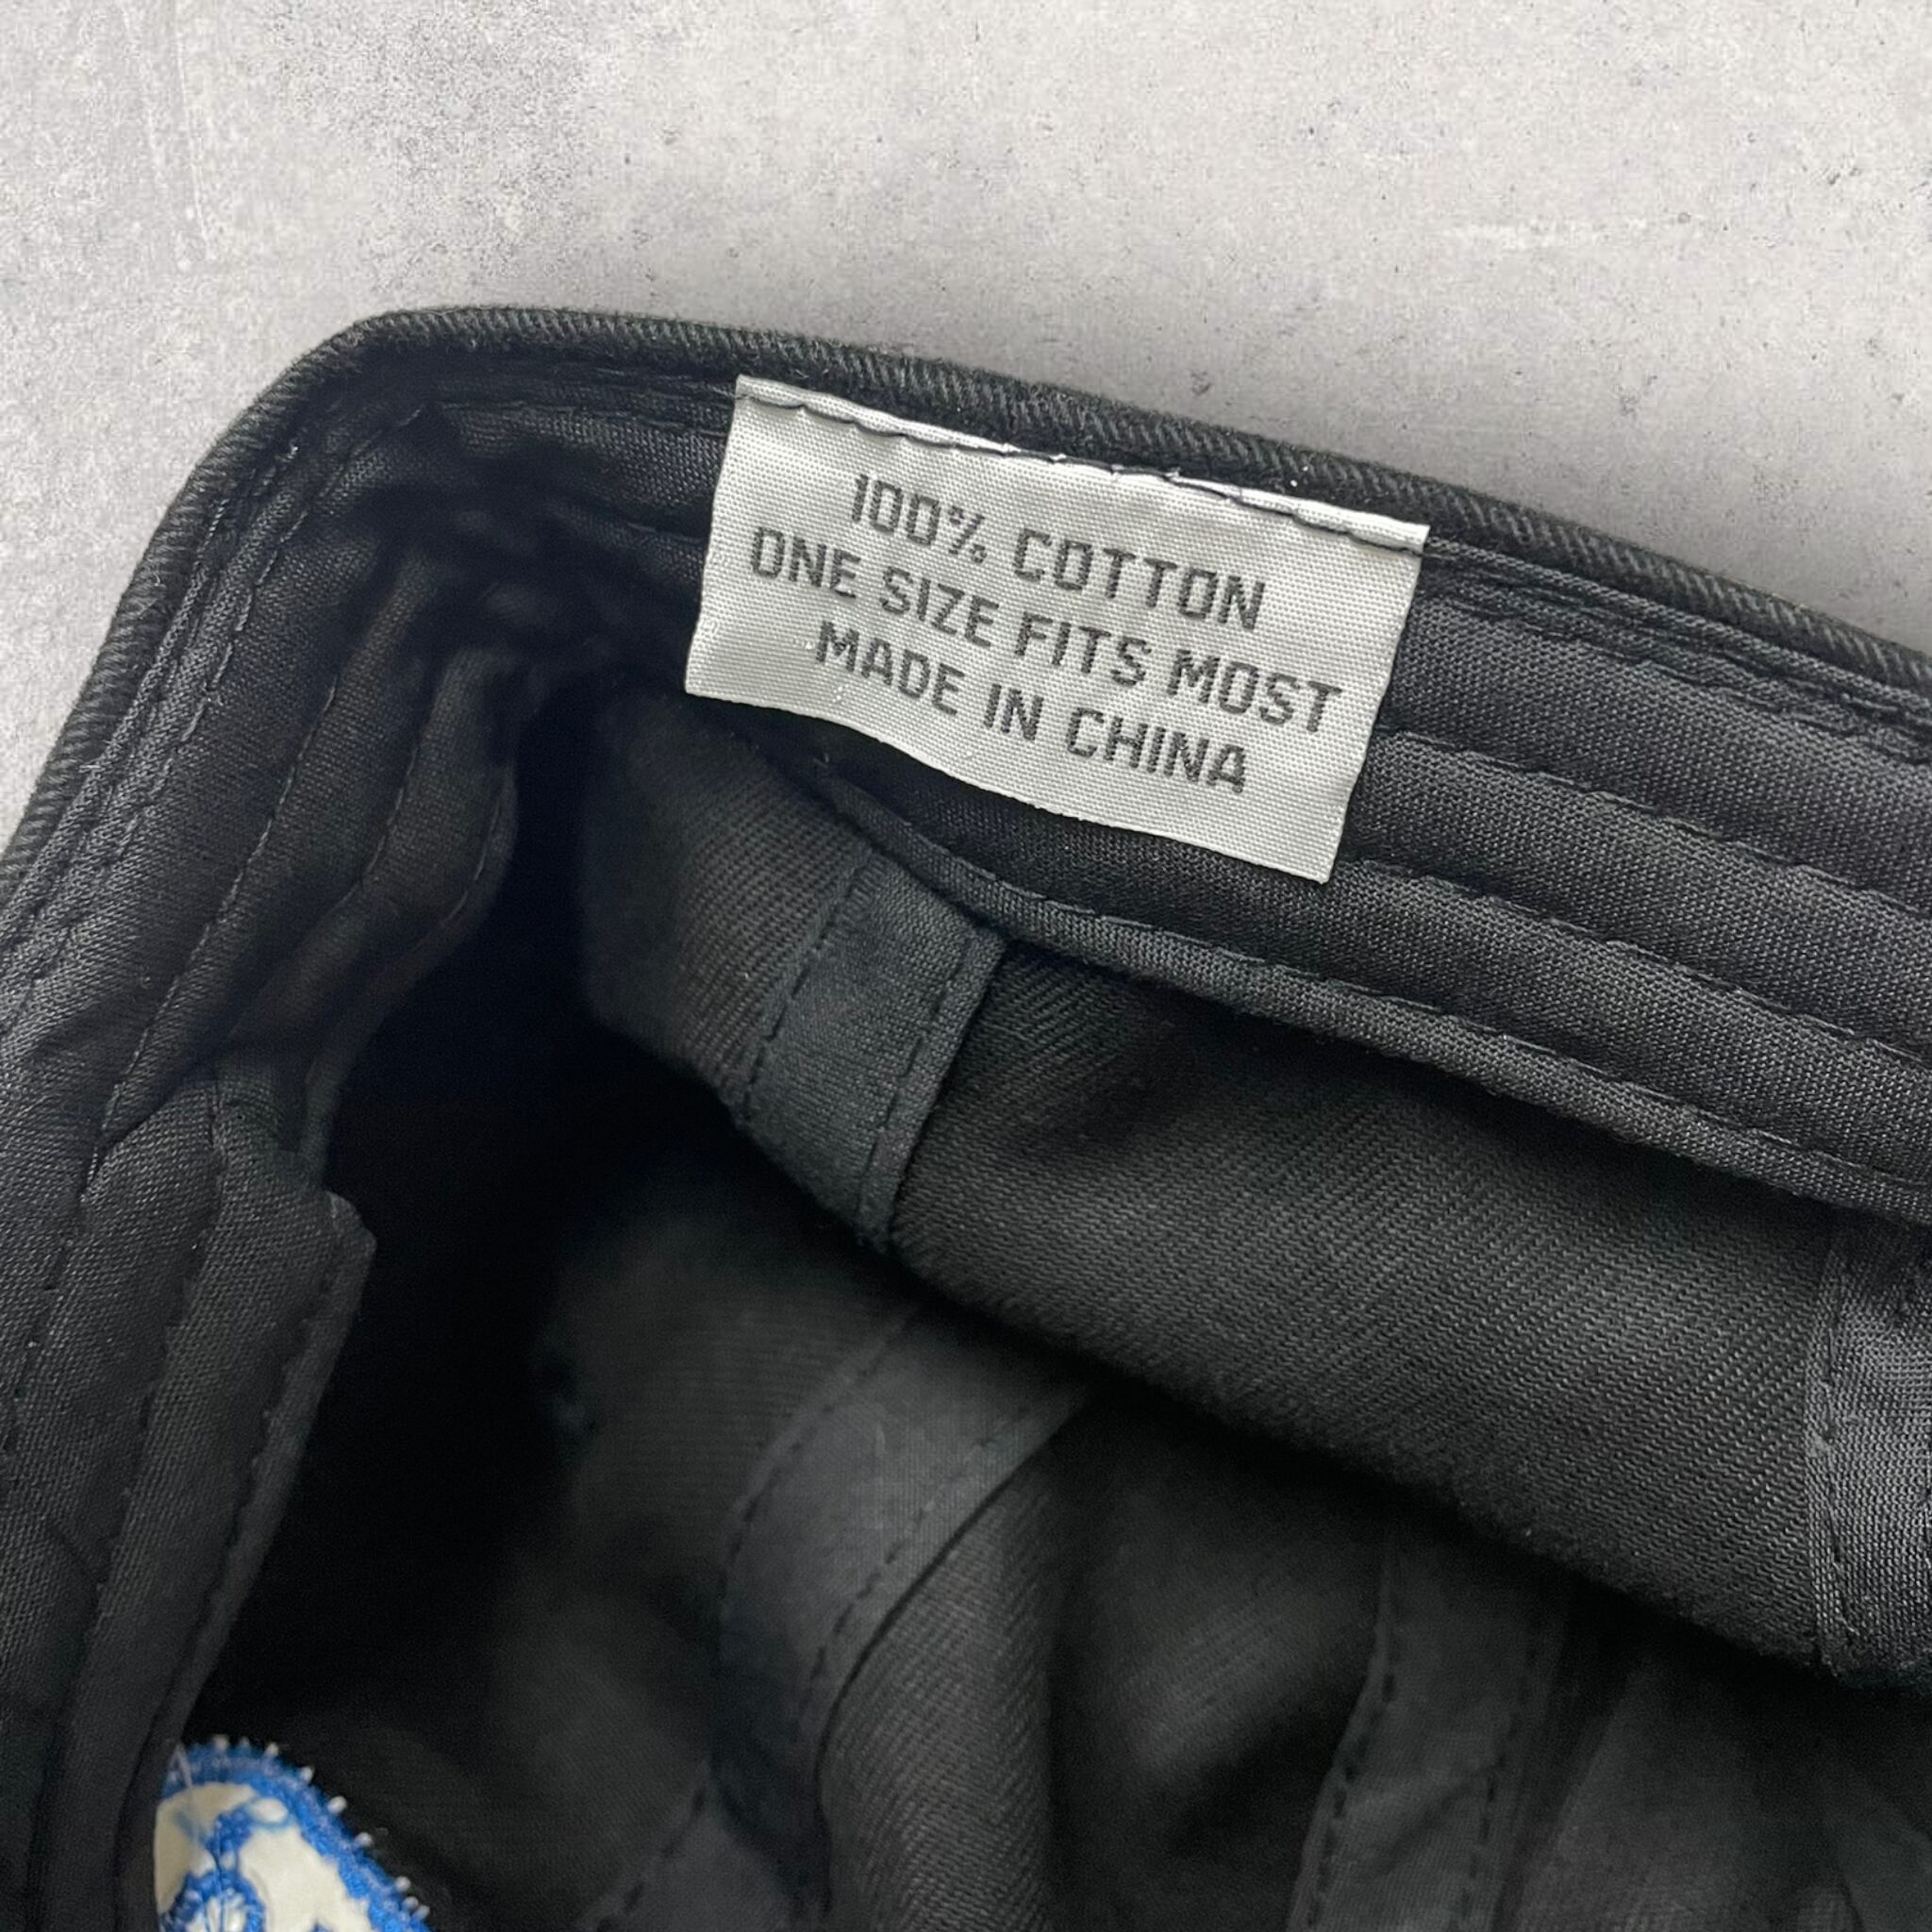 100% COTTON
ONE SIZE FITS MOST
MADE IN CHINA